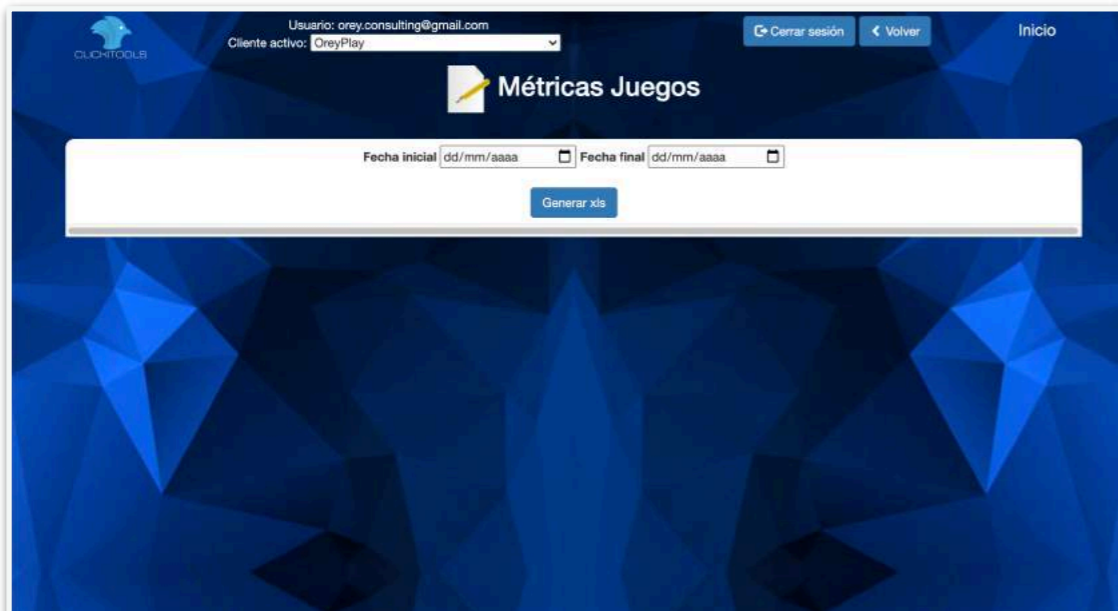 CLICKITOOLS
Usuario: orey.consulting@gmail.com
Cliente activo: OreyPlay
Cerrar sesión
Volver
Inicio
Métricas Juegos
Fecha inicial dd/mm/aaaa Fecha final dd/mm/aaaa
Generar xls